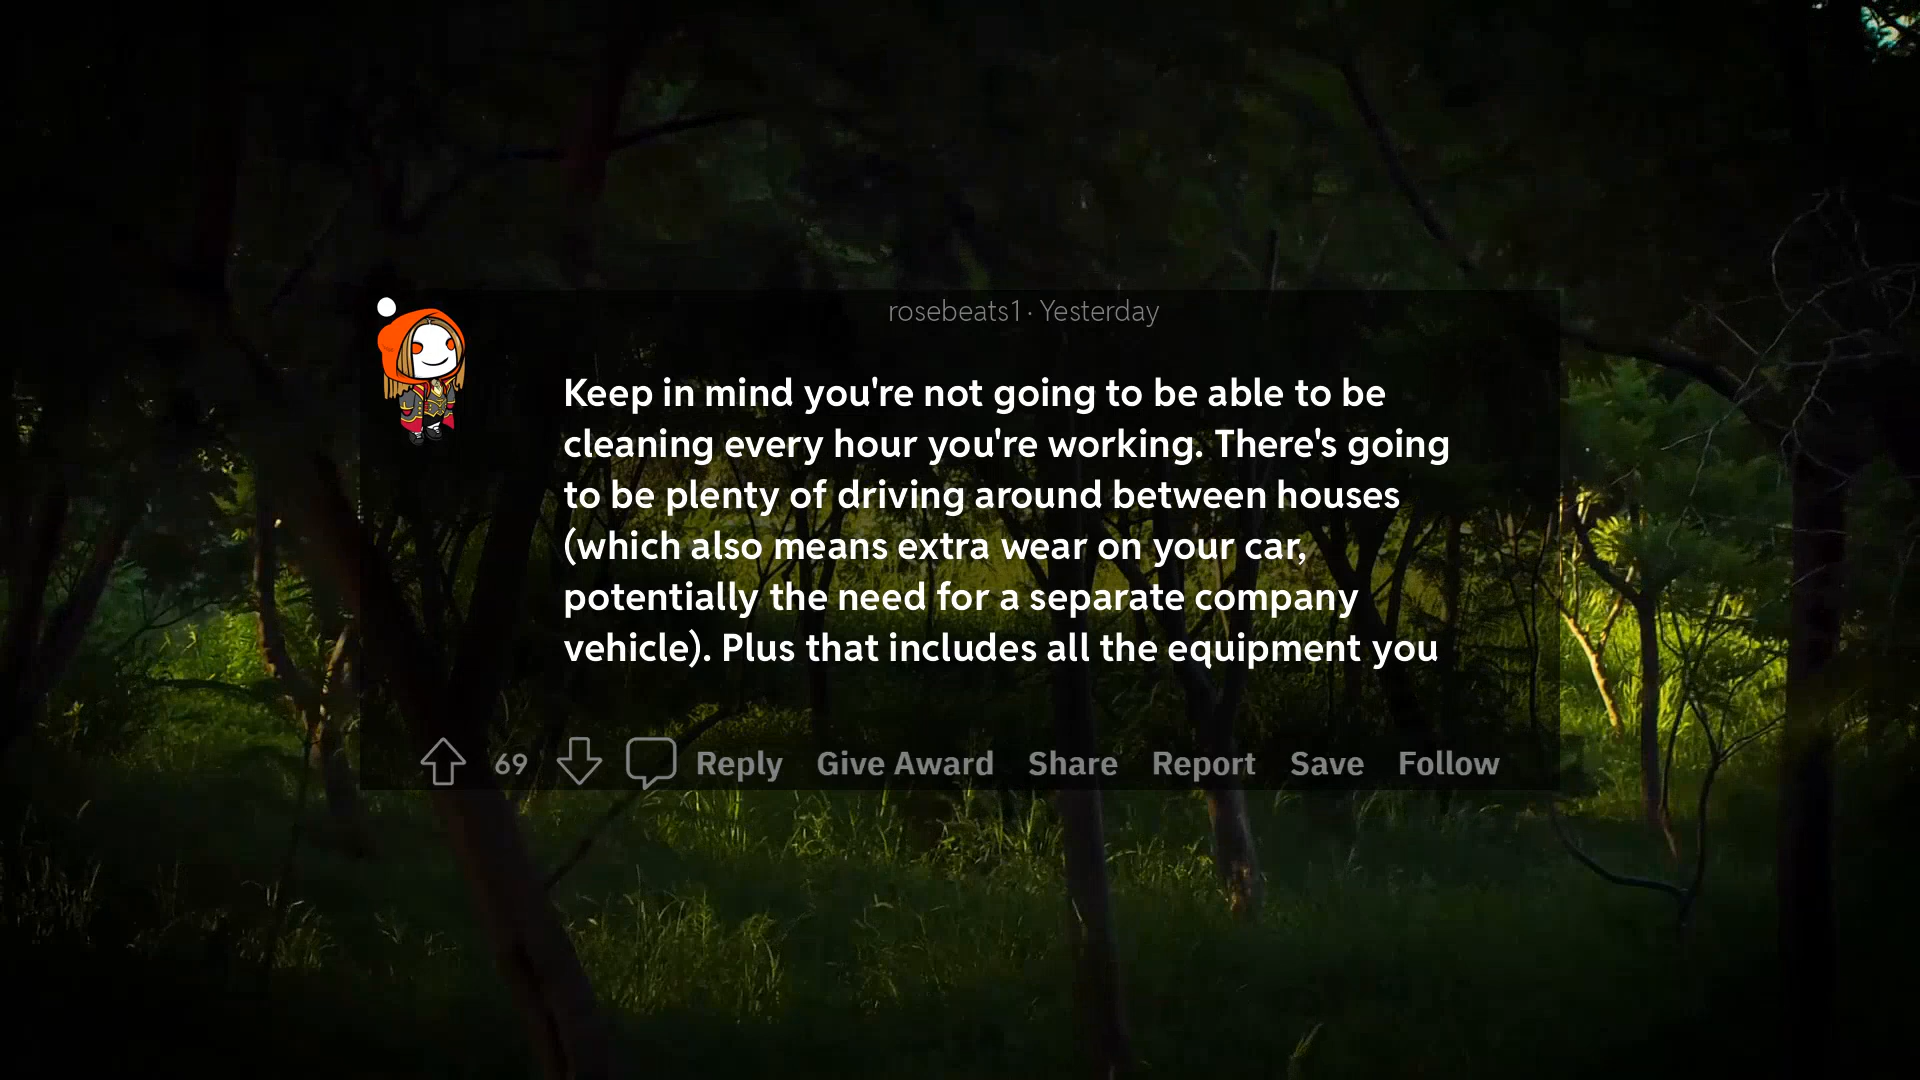 rosebeats1 · Yesterday
Keep in mind you're not going to be able to be
cleaning every hour you're working. There's going
to be plenty of driving around between houses
(which also means extra wear on your car,
potentially the need for a separate company
vehicle). Plus that includes all the equipment you
69 Reply Give Award Share Report Save Follow